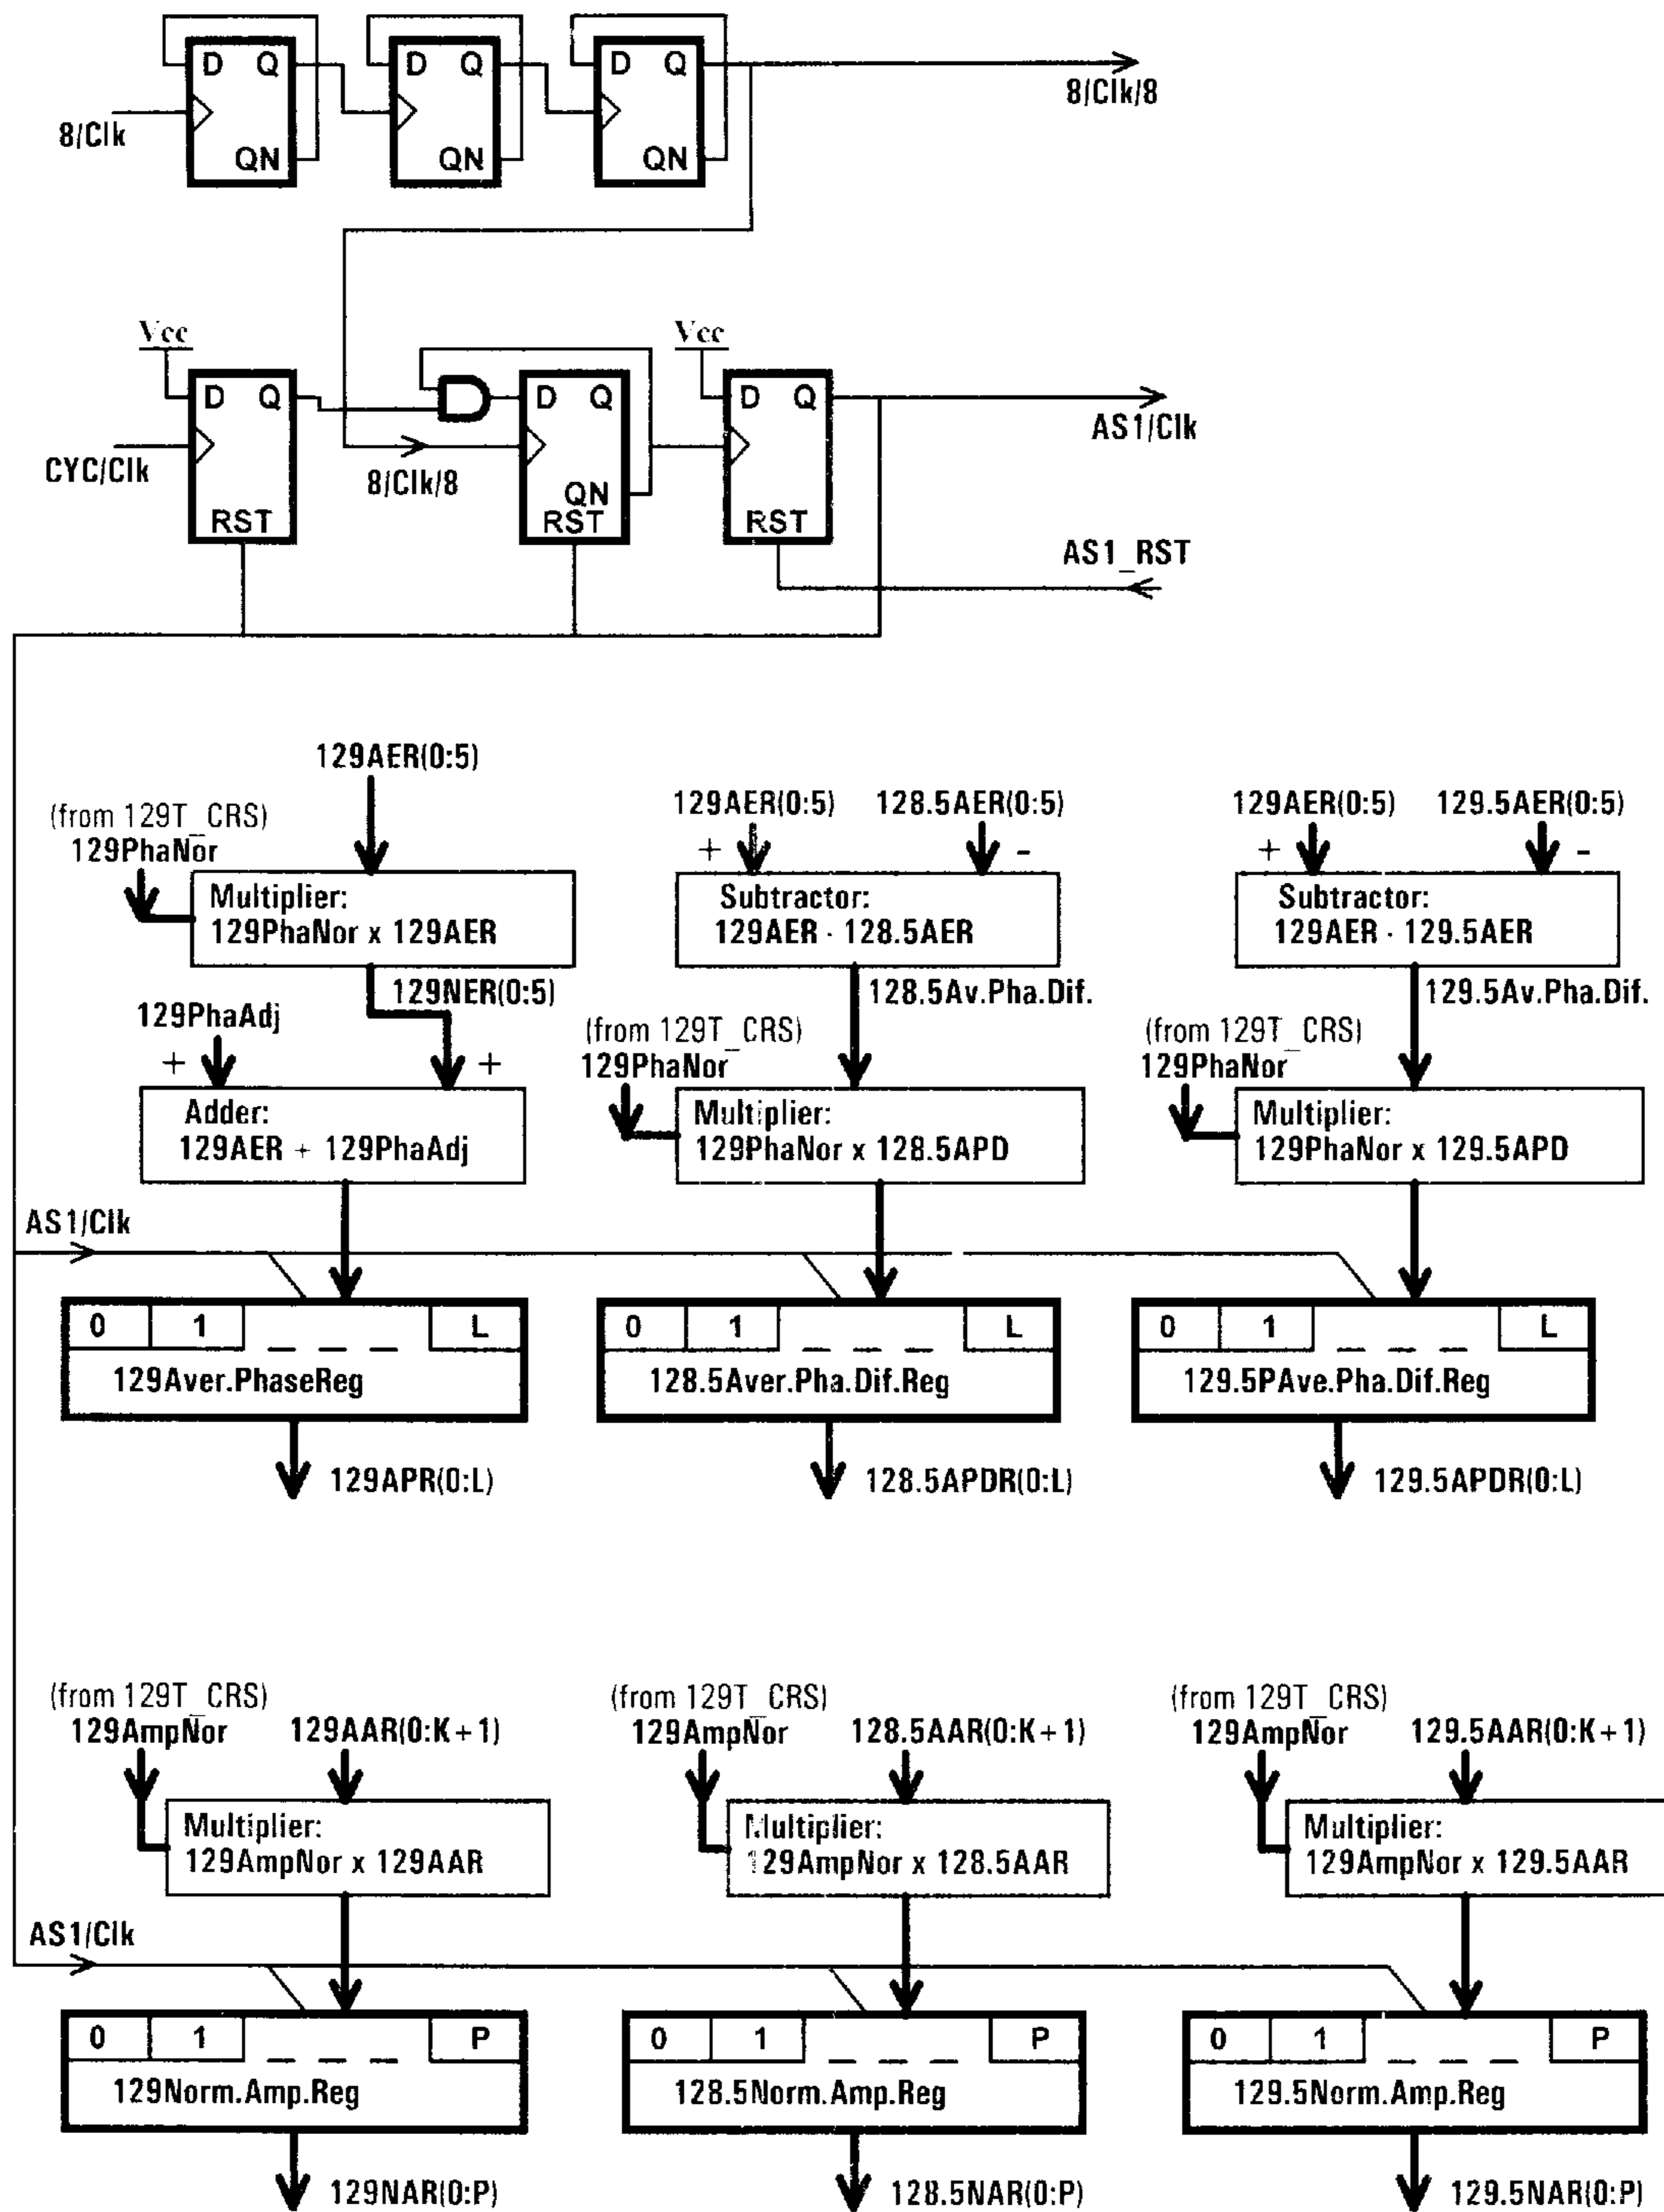 D Q D Q D Q
8/Clk/8
8/Clk
QN QN QN
Vcc Vcc
D Q D Q D Q
AS1/Clk
CYC/Clk 8/Clk/8
QN
RST RST RST
AS1_RST
129AER(0:5)
(from 129T_CRS) 129AER(0:5) 128.5AER(0:5) 129AER(0:5) 129.5AER(0:5)
129PhaNor + - + -
Multiplier: Subtractor: Subtractor:
129PhaNor x 129AER 129AER - 128.5AER 129AER - 129.5AER
129NER(0:5) 128.5Av.Pha.Dif. 129.5Av.Pha.Dif.
129PhaAdj (from 129T_CRS) (from 129T_CRS)
+ + 129PhaNor 129PhaNor
Adder: Multiplier: Multiplier:
129AER + 129PhaAdj 129PhaNor x 128.5APD 129PhaNor x 129.5APD
AS1/Clk
0 1 L 0 1 L 0 1 L
129Aver.PhaseReg 128.5Aver.Pha.Dif.Reg 129.5PAve.Pha.Dif.Reg
129APR(0:L) 128.5APDR(0:L) 129.5APDR(0:L)
(from 129T_CRS) (from 129T_CRS) (from 129T_CRS)
129AmpNor 129AAR(0:K+1) 129AmpNor 128.5AAR(0:K+1) 129AmpNor 129.5AAR(0:K+1)
Multiplier: Multiplier: Multiplier:
129AmpNor x 129AAR 129AmpNor x 128.5AAR 129AmpNor x 129.5AAR
AS1/Clk
0 1 P 0 1 P 0 1 P
129Norm.Amp.Reg 128.5Norm.Amp.Reg 129.5Norm.Amp.Reg
129NAR(0:P) 128.5NAR(0:P) 129.5NAR(0:P)